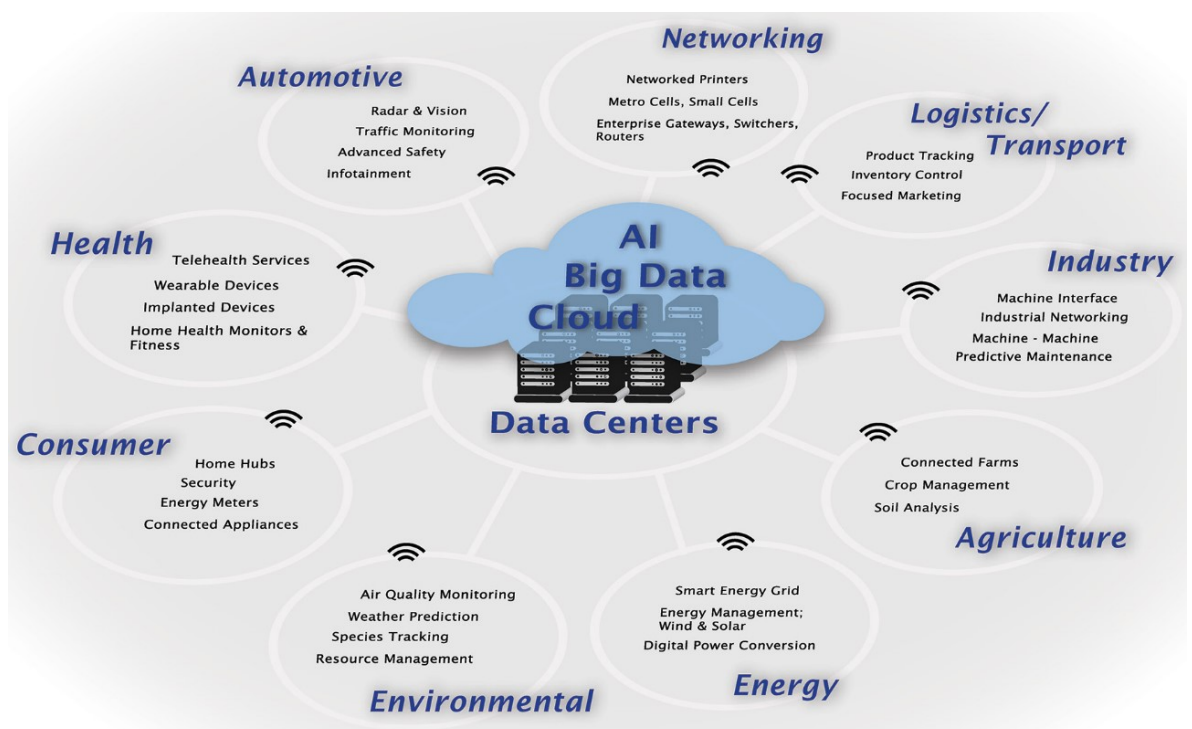 Networking
Networked Printers
Metro Cells, Small Cells
Enterprise Gateways, Switchers,
Routers
Automotive
Radar & Vision
Traffic Monitoring
Advanced Safety
Infotainment
Logistics/
Transport
Product Tracking
Inventory Control
Focused Marketing
Health
Telehealth Services
Wearable Devices
Implanted Devices
Home Health Monitors &
Fitness
AI
Big Data
Cloud
Data Centers
Industry
Machine Interface
Industrial Networking
Machine - Machine
Predictive Maintenance
Consumer
Home Hubs
Security
Energy Meters
Connected Appliances
Connected Farms
Crop Management
Soil Analysis
Agriculture
Air Quality Monitoring
Weather Prediction
Species Tracking
Resource Management
Environmental
Smart Energy Grid
Energy Management;
Wind & Solar
Digital Power Conversion
Energy